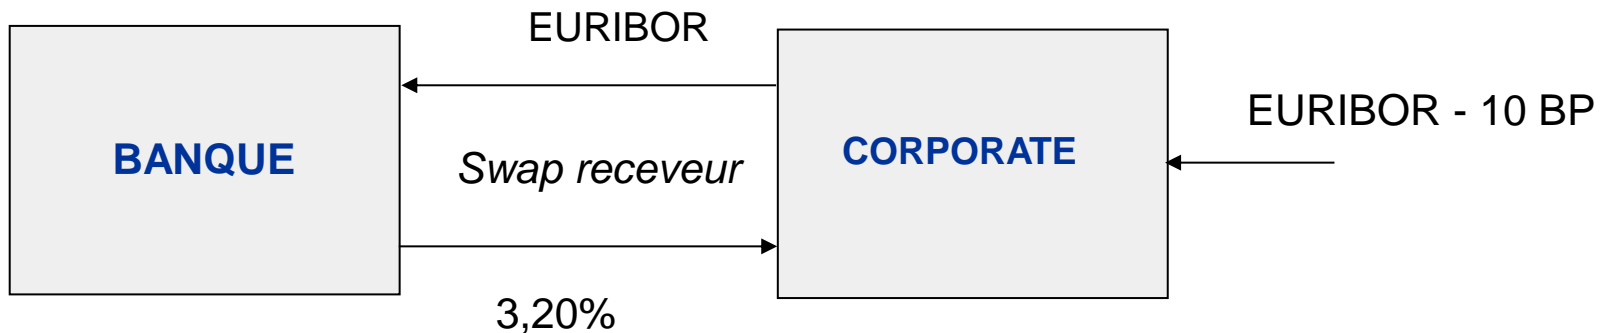 EURIBOR
EURIBOR - 10 BP
BANQUE
Swap receveur
CORPORATE
3,20%